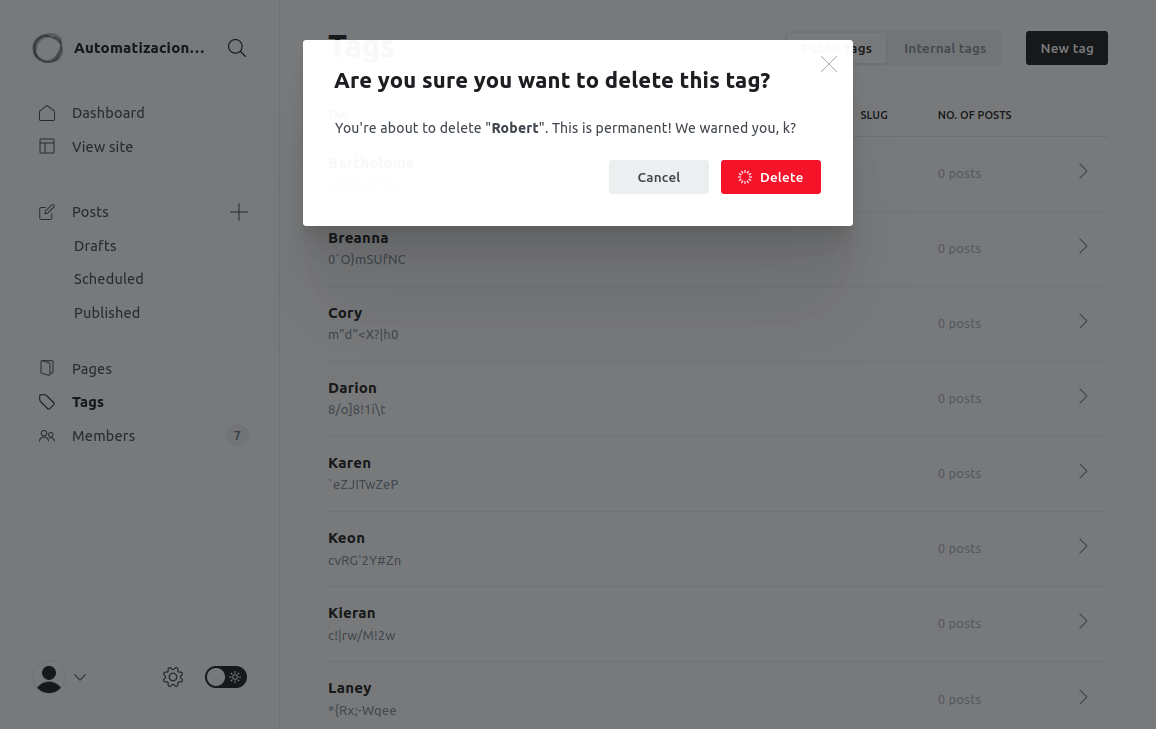 Automatizacion...
Dashboard
View site
Posts
Drafts
Scheduled
Published
Pages
Tags
Members 7
Tags
Public tags Internal tags New tag
Are you sure you want to delete this tag?
You're about to delete "Robert". This is permanent! We warned you, k?
Cancel Delete
SLUG NO. OF POSTS
Bartholome
0 posts
Breanna
0`O}mSUfNC
0 posts
Cory
m"d"<X?|h0
0 posts
Darion
8/o]8!1i\t
0 posts
Karen
`eZJITwZeP
0 posts
Keon
cvRG'2Y#Zn
0 posts
Kieran
c!|rw/M!2w
0 posts
Laney
*{Rx;-Wqee
0 posts